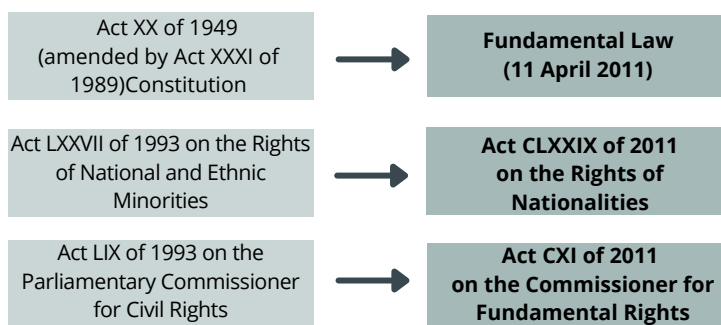 Act XX of 1949
(amended by Act XXXI of
1989)Constitution
Fundamental Law
(11 April 2011)
Act LXXVII of 1993 on the Rights
of National and Ethnic
Minorities
Act CLXXIX of 2011
on the Rights of
Nationalities
Act LIX of 1993 on the
Parliamentary Commissioner
for Civil Rights
Act CXI of 2011
on the Commissioner for
Fundamental Rights